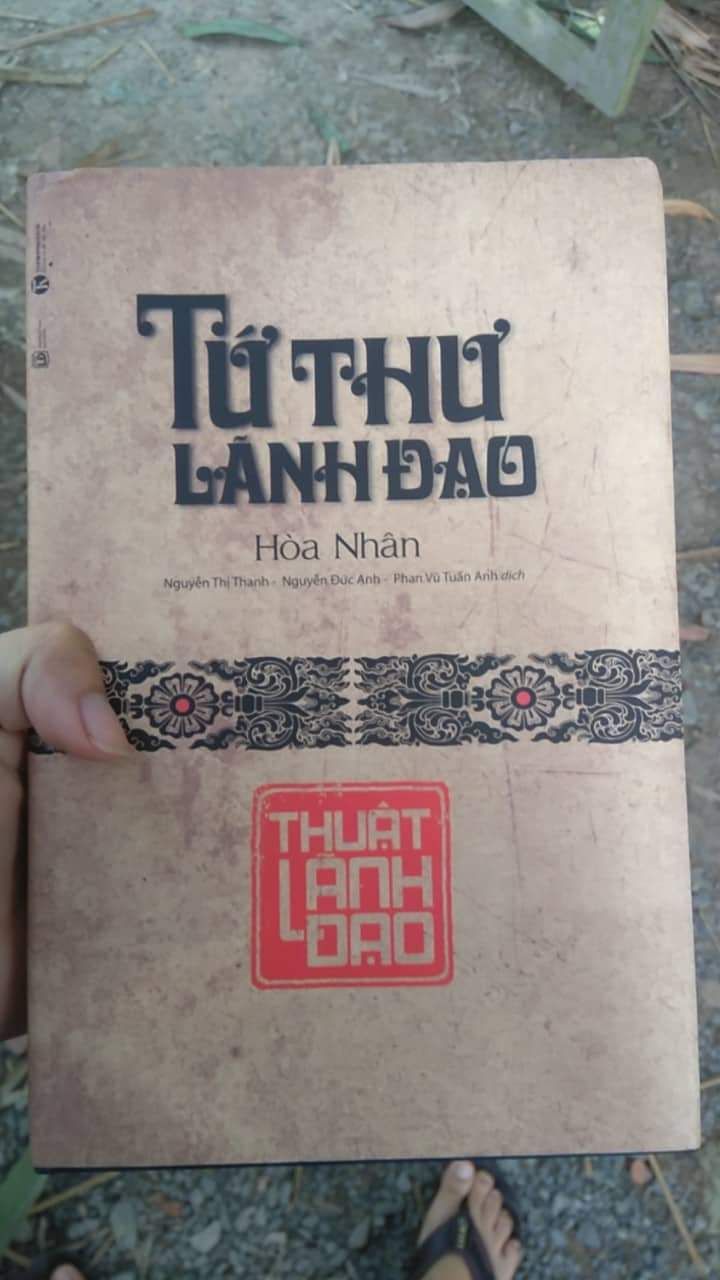 TỨ THƯ
LÃNH ĐẠO
Hòa Nhân
Nguyễn Thị Thanh - Nguyễn Đức Anh - Phan Vũ Tuấn Anh dịch
THUẬT
LÃNH
ĐẠO